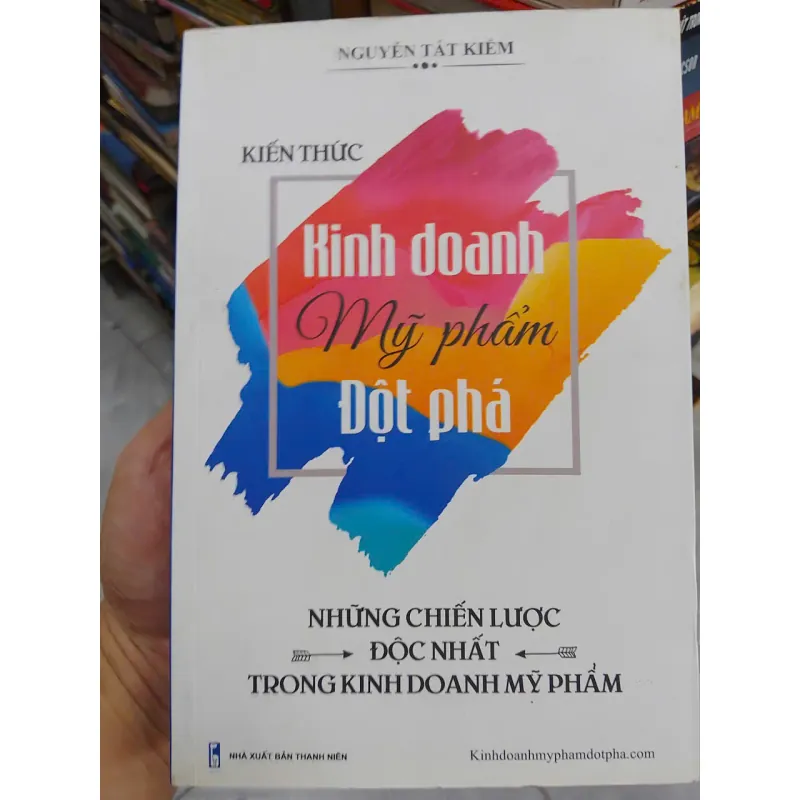 NGUYỄN TẤT KIỂM
KIẾN THỨC
Kinh doanh
Mỹ phẩm
Đột phá
NHỮNG CHIẾN LƯỢC
ĐỘC NHẤT
TRONG KINH DOANH MỸ PHẨM
NHÀ XUẤT BẢN THANH NIÊN
Kinhdoanhmyphamdotpha.com